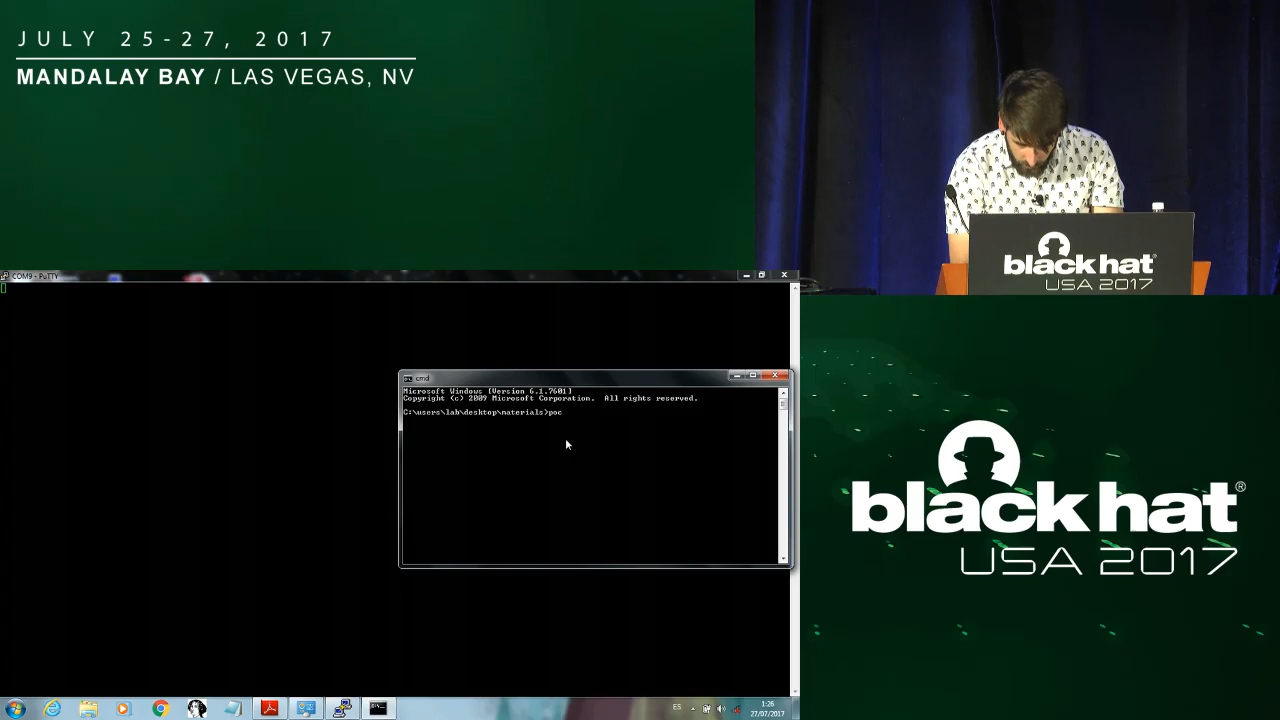 JULY 25-27, 2017
MANDALAY BAY / LAS VEGAS, NV
black hat
USA 2017
COM9 - PuTTY
cmd
Microsoft Windows [Version 6.1.7601]
Copyright (c) 2009 Microsoft Corporation.  All rights reserved.
C:\users\lab\desktop\materials>poc
black hat®
USA 2017
ES
1:26
27/07/2017